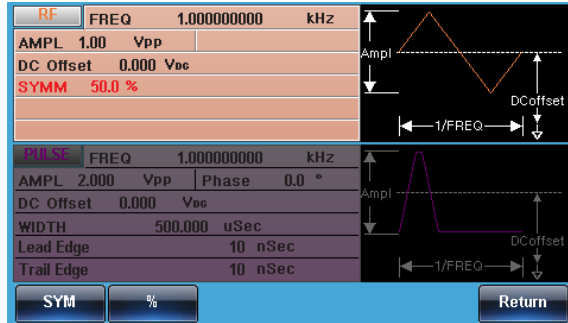 RF FREQ 1.000000000 kHz
AMPL 1.00 Vpp
DC Offset 0.000 VDC
SYMM 50.0 %
Ampl
DCoffset
1/FREQ
PULSE FREQ 1.000000000 kHz
AMPL 2.000 Vpp Phase 0.0 °
DC Offset 0.000 VDC
WIDTH 500.000 uSec
Lead Edge 10 nSec
Trail Edge 10 nSec
Ampl
DCoffset
1/FREQ
SYM % Return